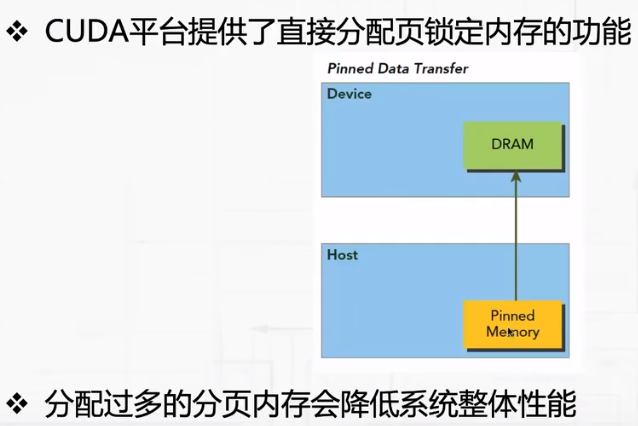 ❖ CUDA平台提供了直接分配页锁定内存的功能
Pinned Data Transfer
Device
DRAM
Host
Pinned
Memory
❖ 分配过多的分页内存会降低系统整体性能